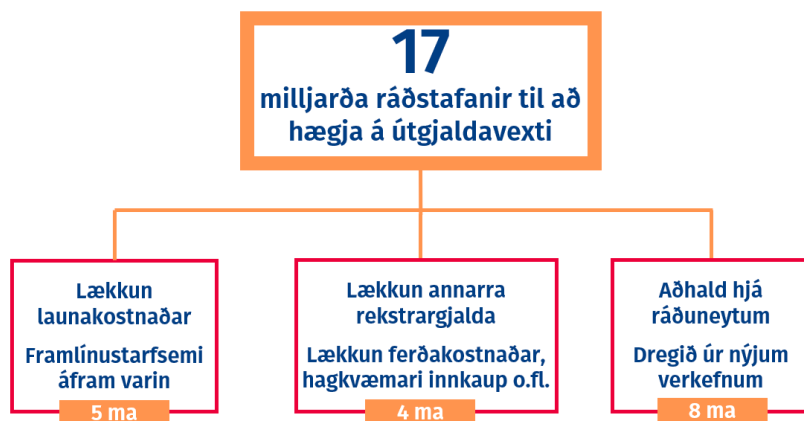 17
milljarða ráðstafanir til að
hægja á útgjaldavexti
Lækkun
launakostnaðar
Framlínustarfsemi
áfram varin
5 ma
Lækkun annarra
rekstrargjalda
Lækkun ferðakostnaðar,
hagkvæmari innkaup o.fl.
4 ma
Aðhald hjá
ráðuneytum
Dregið úr nýjum
verkefnum
8 ma